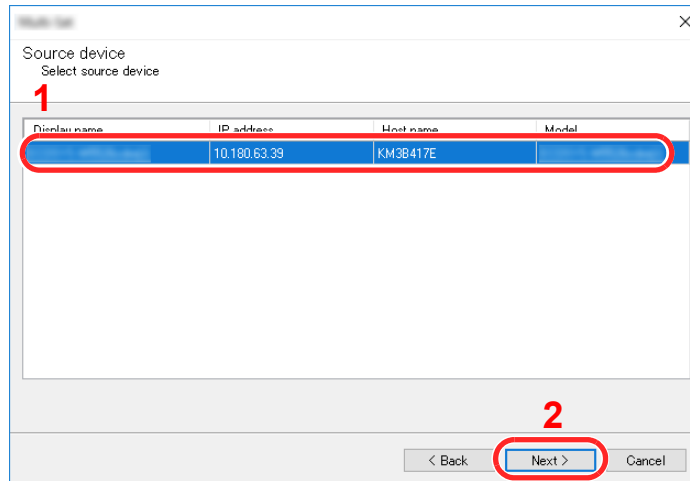 Source device
Select source device
1
Display name IP address Host name Model
10.180.63.39 KM3B417E
2
< Back Next > Cancel